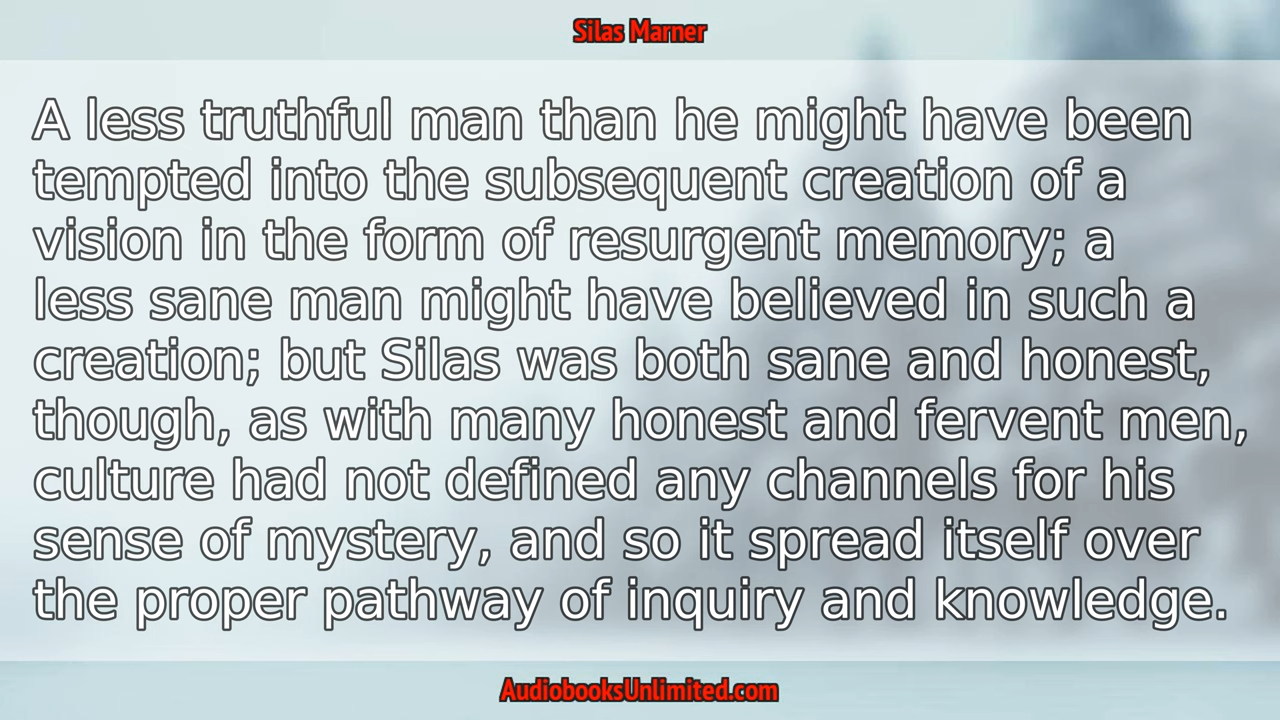 Silas Marner
A less truthful man than he might have been
tempted into the subsequent creation of a
vision in the form of resurgent memory; a
less sane man might have believed in such a
creation; but Silas was both sane and honest,
though, as with many honest and fervent men,
culture had not defined any channels for his
sense of mystery, and so it spread itself over
the proper pathway of inquiry and knowledge.
AudiobooksUnlimited.com